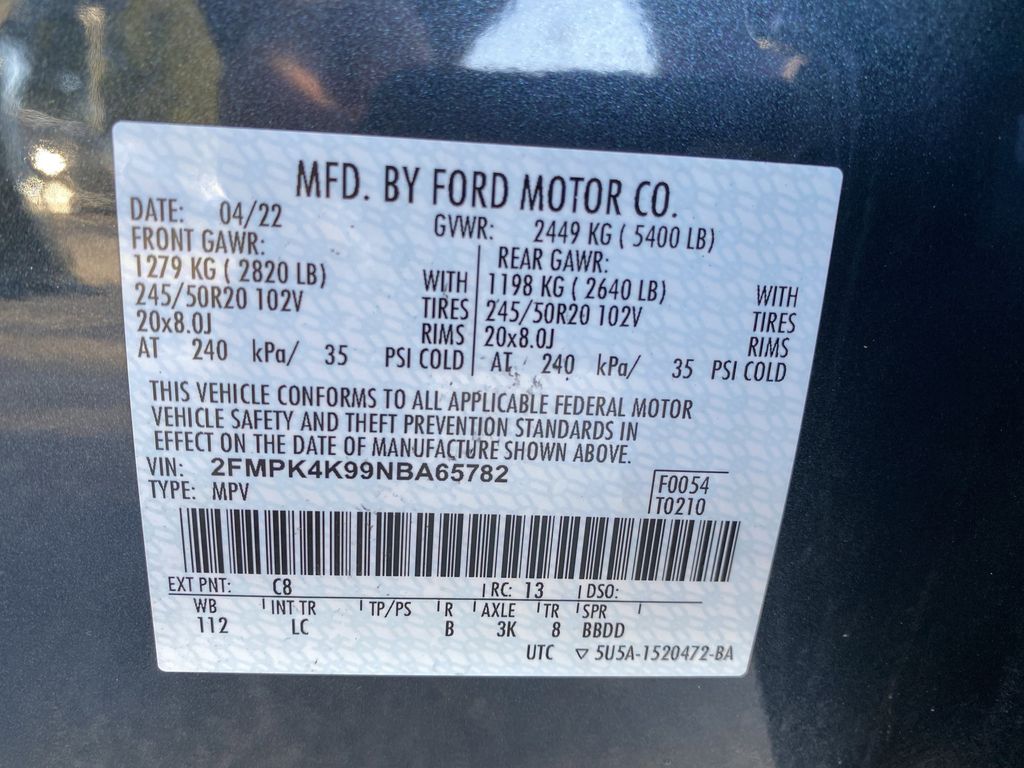 MFD. BY FORD MOTOR CO.
DATE: 04/22 GVWR: 2449 KG ( 5400 LB)
FRONT GAWR: REAR GAWR:
1279 KG ( 2820 LB) WITH 1198 KG ( 2640 LB) WITH
245/50R20 102V TIRES 245/50R20 102V TIRES
20x8.0J RIMS 20x8.0J RIMS
AT 240 kPa/ 35 PSI COLD AT 240 kPa/ 35 PSI COLD
THIS VEHICLE CONFORMS TO ALL APPLICABLE FEDERAL MOTOR
VEHICLE SAFETY AND THEFT PREVENTION STANDARDS IN
EFFECT ON THE DATE OF MANUFACTURE SHOWN ABOVE.
VIN: 2FMPK4K99NBA65782
TYPE: MPV
F0054
T0210
EXT PNT: C8 RC: 13 DSO:
WB INT TR TP/PS R AXLE TR SPR
112 LC B 3K 8 BBDD
UTC ▽ 5U5A-1520472-BA